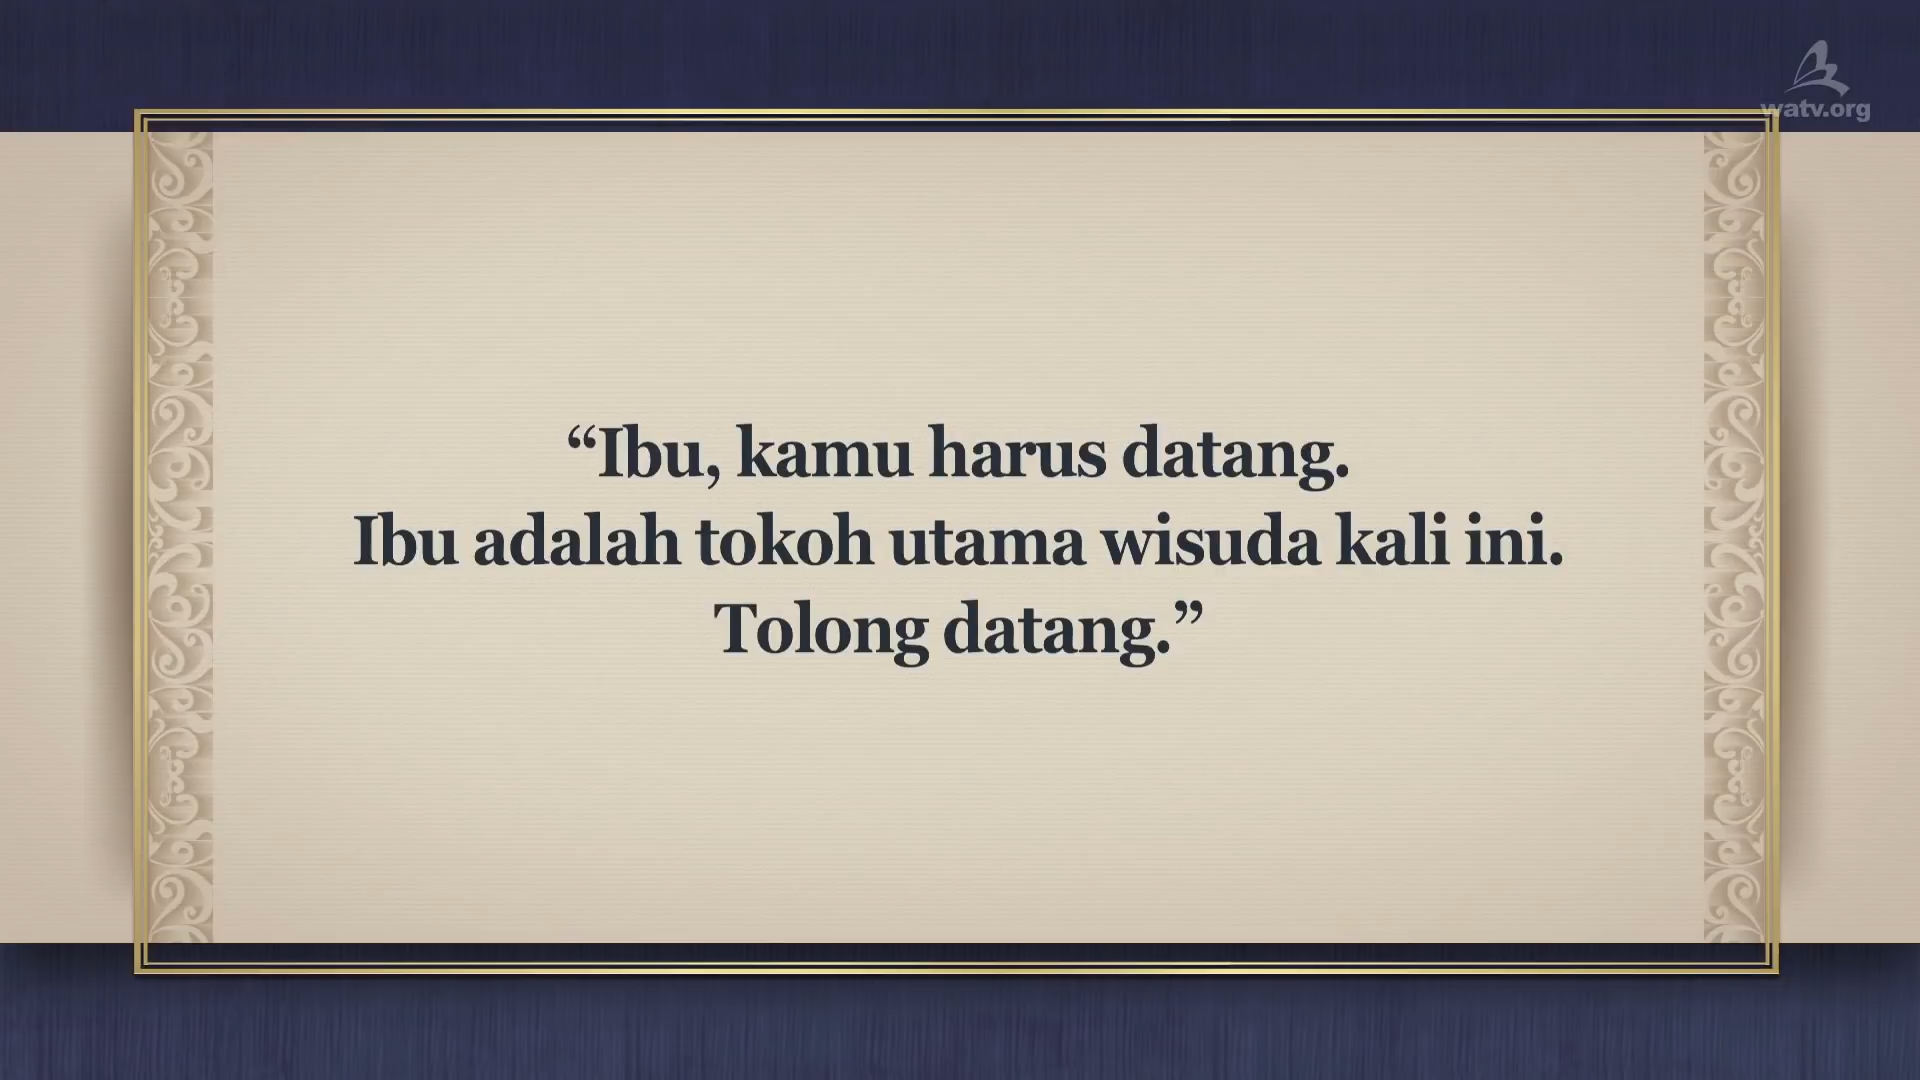 watv.org
“Ibu, kamu harus datang.
Ibu adalah tokoh utama wisuda kali ini.
Tolong datang.”